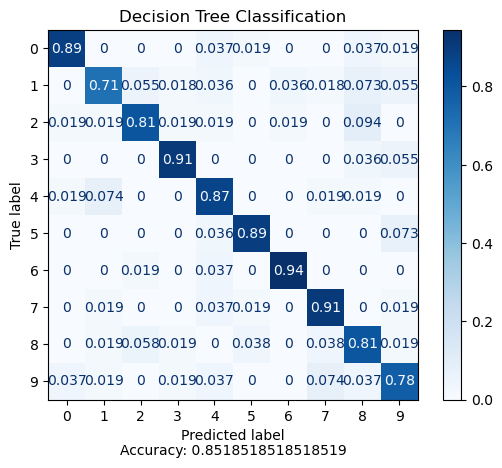 Decision Tree Classification
0 0.89 0 0 0 0.037 0.019 0 0 0.037 0.019
1 0 0.71 0.055 0.018 0.036 0 0.036 0.018 0.073 0.055
2 0.019 0.019 0.81 0.019 0.019 0 0.019 0 0.094 0
3 0 0 0 0.91 0 0 0 0 0.036 0.055
4 0.019 0.074 0 0 0.87 0 0 0.019 0.019 0
5 0 0 0 0 0.036 0.89 0 0 0 0.073
6 0 0 0.019 0 0.037 0 0.94 0 0 0
7 0 0.019 0 0 0.037 0.019 0 0.91 0 0.019
8 0 0.019 0.058 0.019 0 0.038 0 0.038 0.81 0.019
9 0.037 0.019 0 0.019 0.037 0 0 0.074 0.037 0.78
0 1 2 3 4 5 6 7 8 9
True label
Predicted label
Accuracy: 0.8518518518518519
0.8
0.6
0.4
0.2
0.0